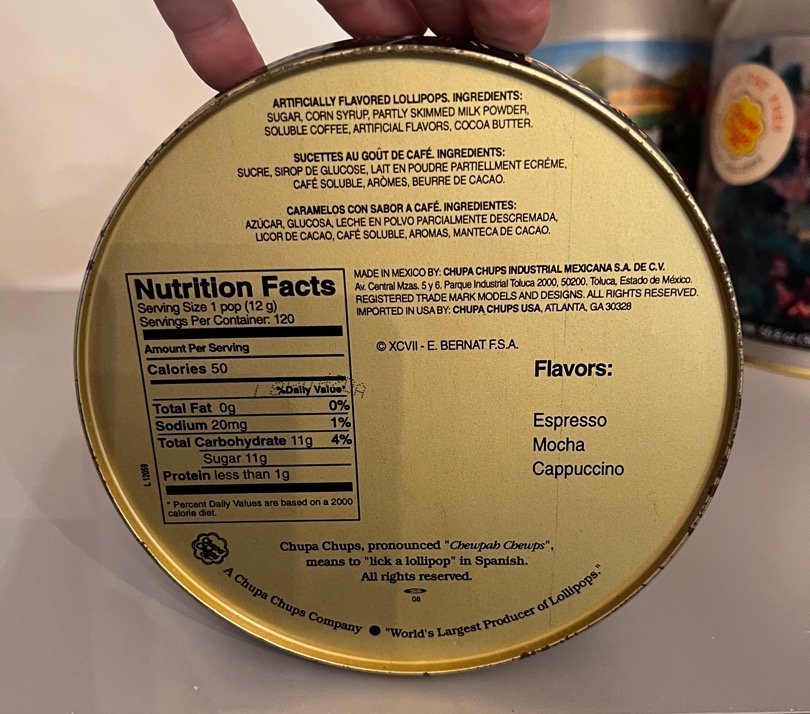 ARTIFICIALLY FLAVORED LOLLIPOPS. INGREDIENTS:
SUGAR, CORN SYRUP, PARTLY SKIMMED MILK POWDER,
SOLUBLE COFFEE, ARTIFICIAL FLAVORS, COCOA BUTTER.
SUCETTES AU GOÛT DE CAFÉ. INGREDIENTS:
SUCRE, SIROP DE GLUCOSE, LAIT EN POUDRE PARTIELLMENT ECRÉME,
CAFÉ SOLUBLE, ARÒMES, BEURRE DE CACAO.
CARAMELOS CON SABOR A CAFÉ. INGREDIENTES:
AZÚCAR, GLUCOSA, LECHE EN POLVO PARCIALMENTE DESCREMADA,
LICOR DE CACAO, CAFÉ SOLUBLE, AROMAS, MANTECA DE CACAO.
MADE IN MEXICO BY: CHUPA CHUPS INDUSTRIAL MEXICANA S.A. DE C.V.
Av. Central Mzas. 5 y 6. Parque Industrial Toluca 2000, 50200. Toluca, Estado de México.
REGISTERED TRADE MARK MODELS AND DESIGNS. ALL RIGHTS RESERVED.
IMPORTED IN USA BY: CHUPA CHUPS USA, ATLANTA, GA 30328
© XCVII - E. BERNAT F.S.A.
Nutrition Facts
Serving Size 1 pop (12 g)
Servings Per Container: 120
Amount Per Serving
Calories 50
%Daily Value*
Total Fat 0g 0%
Sodium 20mg 1%
Total Carbohydrate 11g 4%
Sugar 11g
Protein less than 1g
* Percent Daily Values are based on a 2000
calorie diet.
L 12059
Flavors:
Espresso
Mocha
Cappuccino
Chupa Chups, pronounced "Chewpah Chewps",
means to "lick a lollipop" in Spanish.
All rights reserved.
08
A Chupa Chups Company ● "World's Largest Producer of Lollipops."